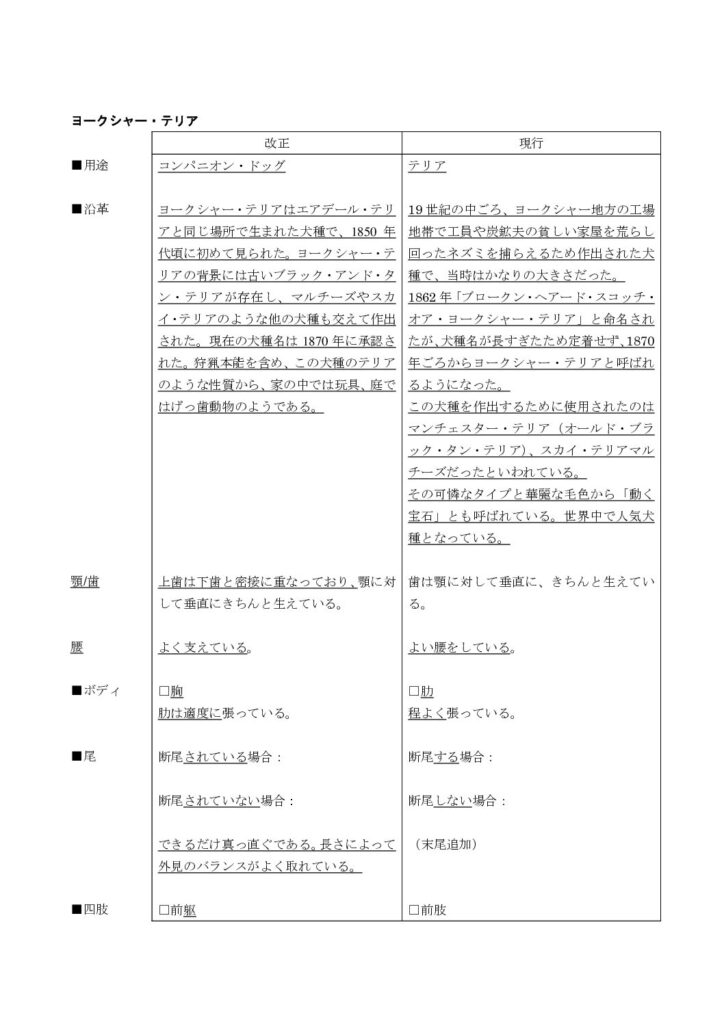 ヨークシャー・テリア
改正 現行
■用途 コンパニオン・ドッグ テリア
■沿革 ヨークシャー・テリアはエアデール・テリ 19世紀の中ごろ、ヨークシャー地方の工場
アと同じ場所で生まれた犬種で、1850 年 地帯で工員や炭鉱夫の貧しい家屋を荒らし
代頃に初めて見られた。ヨークシャー・テ 回ったネズミを捕らえるため作出された犬
リアの背景には古いブラック・アンド・タ 種で、当時はかなりの大きさだった。
ン・テリアが存在し、マルチーズやスカ 1862年「ブロークン・ヘアード・スコッチ・
イ・テリアのような他の犬種も交えて作出 オア・ヨークシャー・テリア」と命名され
された。現在の犬種名は1870年に承認さ たが、犬種名が長すぎたため定着せず、1870
れた。狩猟本能を含め、この犬種のテリア 年ごろからヨークシャー・テリアと呼ばれ
のような性質から、家の中では玩具、庭で るようになった。
はげっ歯動物のようである。 この犬種を作出するために使用されたのは
マンチェスター・テリア（オールド・ブラ
ック・タン・テリア）、スカイ・テリアマル
チーズだったといわれている。
その可憐なタイプと華麗な毛色から「動く
宝石」とも呼ばれている。世界中で人気犬
種となっている。
顎/歯 上歯は下歯と密接に重なっており、顎に対 歯は顎に対して垂直に、きちんと生えてい
して垂直にきちんと生えている。 る。
腰 よく支えている。 よい腰をしている。
■ボディ □胸 □肋
肋は適度に張っている。 程よく張っている。
■尾 断尾されている場合： 断尾する場合：
断尾されていない場合： 断尾しない場合：
できるだけ真っ直ぐである。長さによって （末尾追加）
外見のバランスがよく取れている。
■四肢 □前躯 □前肢